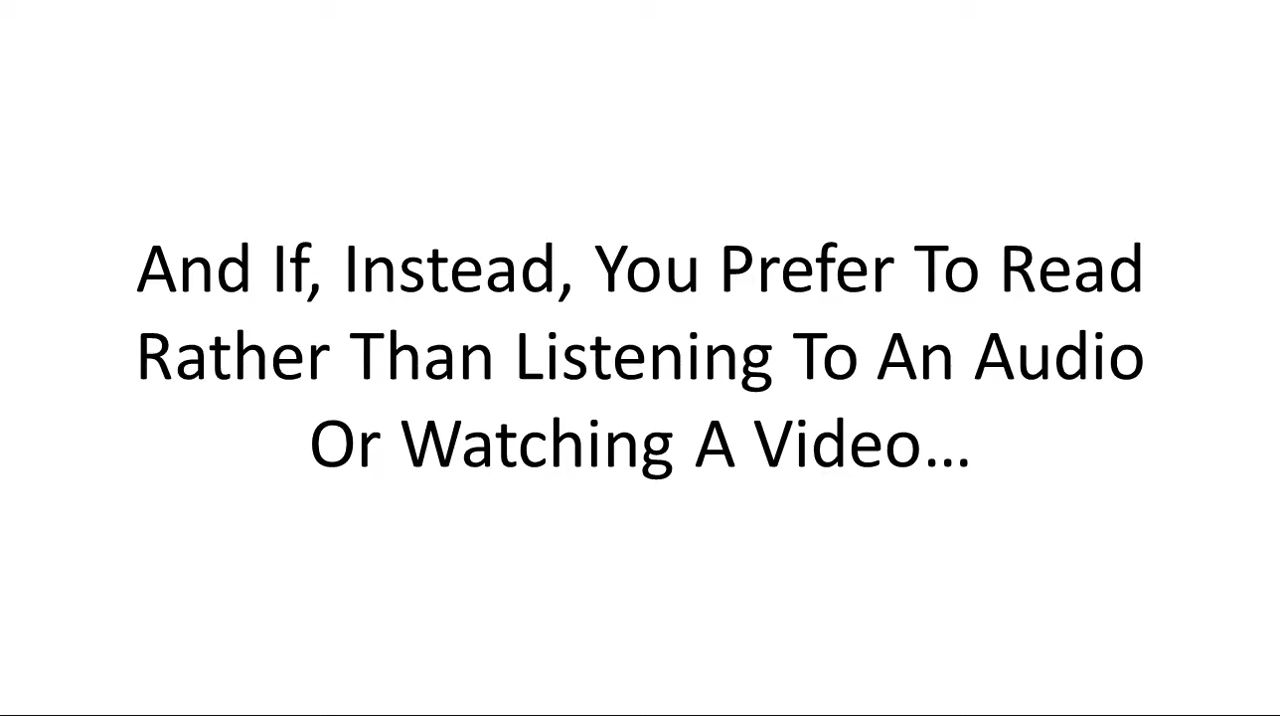 And If, Instead, You Prefer To Read
Rather Than Listening To An Audio
Or Watching A Video...